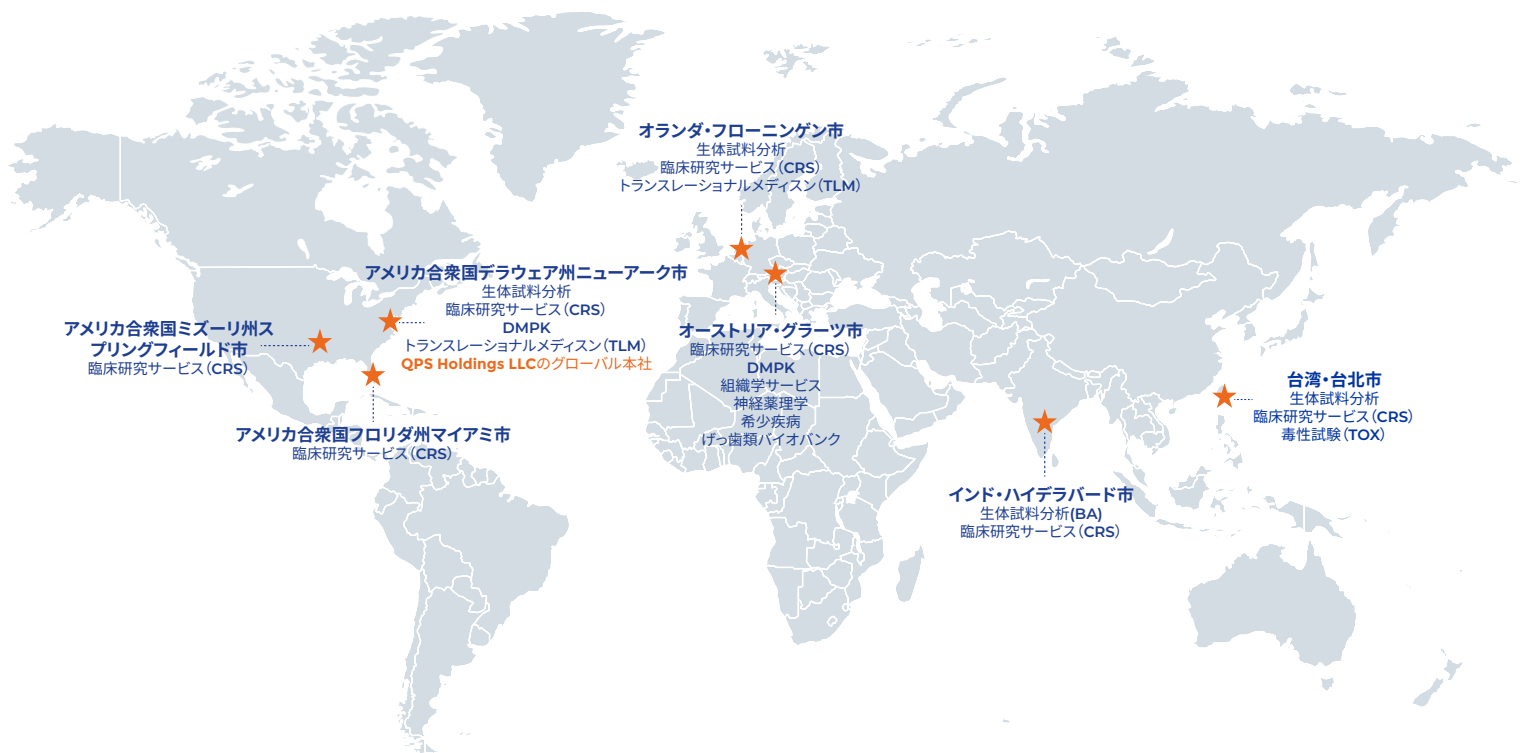 オランダ・フローニンゲン市
生体試料分析
臨床研究サービス（CRS）
トランスレーショナルメディスン（TLM）
アメリカ合衆国デラウェア州ニューアーク市
生体試料分析
臨床研究サービス（CRS）
DMPK
トランスレーショナルメディスン（TLM）
QPS Holdings LLCのグローバル本社
アメリカ合衆国ミズーリ州ス
プリングフィールド市
臨床研究サービス（CRS）
アメリカ合衆国フロリダ州マイアミ市
臨床研究サービス（CRS）
オーストリア・グラーツ市
臨床研究サービス（CRS）
DMPK
組織学サービス
神経薬理学
希少疾病
げっ歯類バイオバンク
インド・ハイデラバード市
生体試料分析(BA)
臨床研究サービス（CRS）
台湾・台北市
生体試料分析
臨床研究サービス（CRS）
毒性試験（TOX）